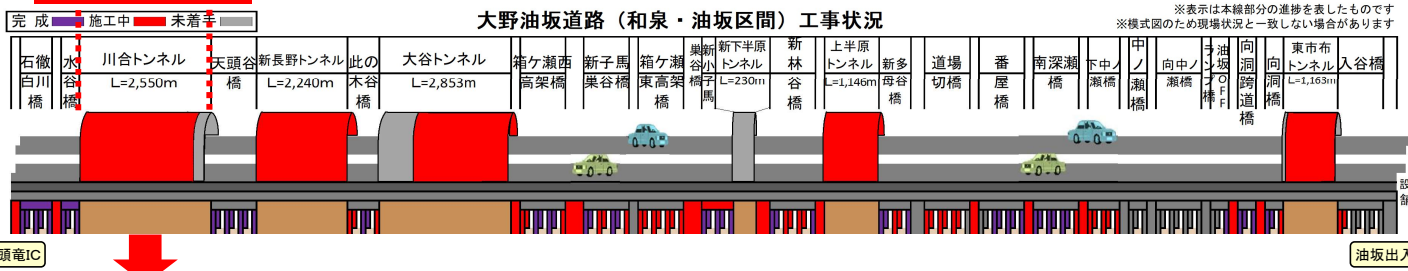 完 成
施工中
未着手
大野油坂道路（和泉・油坂区間）工事状況
※表示は本線部分の進捗を表したものです
※模式図のため現場状況と一致しない場合があります
石徹白川橋
水谷橋
川合トンネル
L=2,550m
天頭谷橋
新長野トンネル
L=2,240m
此の木谷橋
大谷トンネル
L=2,853m
箱ケ瀬西高架橋
新子馬巣谷橋
箱ケ瀬東高架橋
巣谷橋
新小子馬
新下半原トンネル
L=230m
新林谷橋
上半原トンネル
L=1,146m
新多母谷橋
道場切橋
番屋橋
南深瀬橋
下中ノ瀬橋
中ノ瀬橋
向中ノ瀬橋
ランプ橋
油坂OFF
向洞跨道橋
向洞橋
東市布トンネル
L=1,163m
入谷橋
頭竜IC
油坂出入